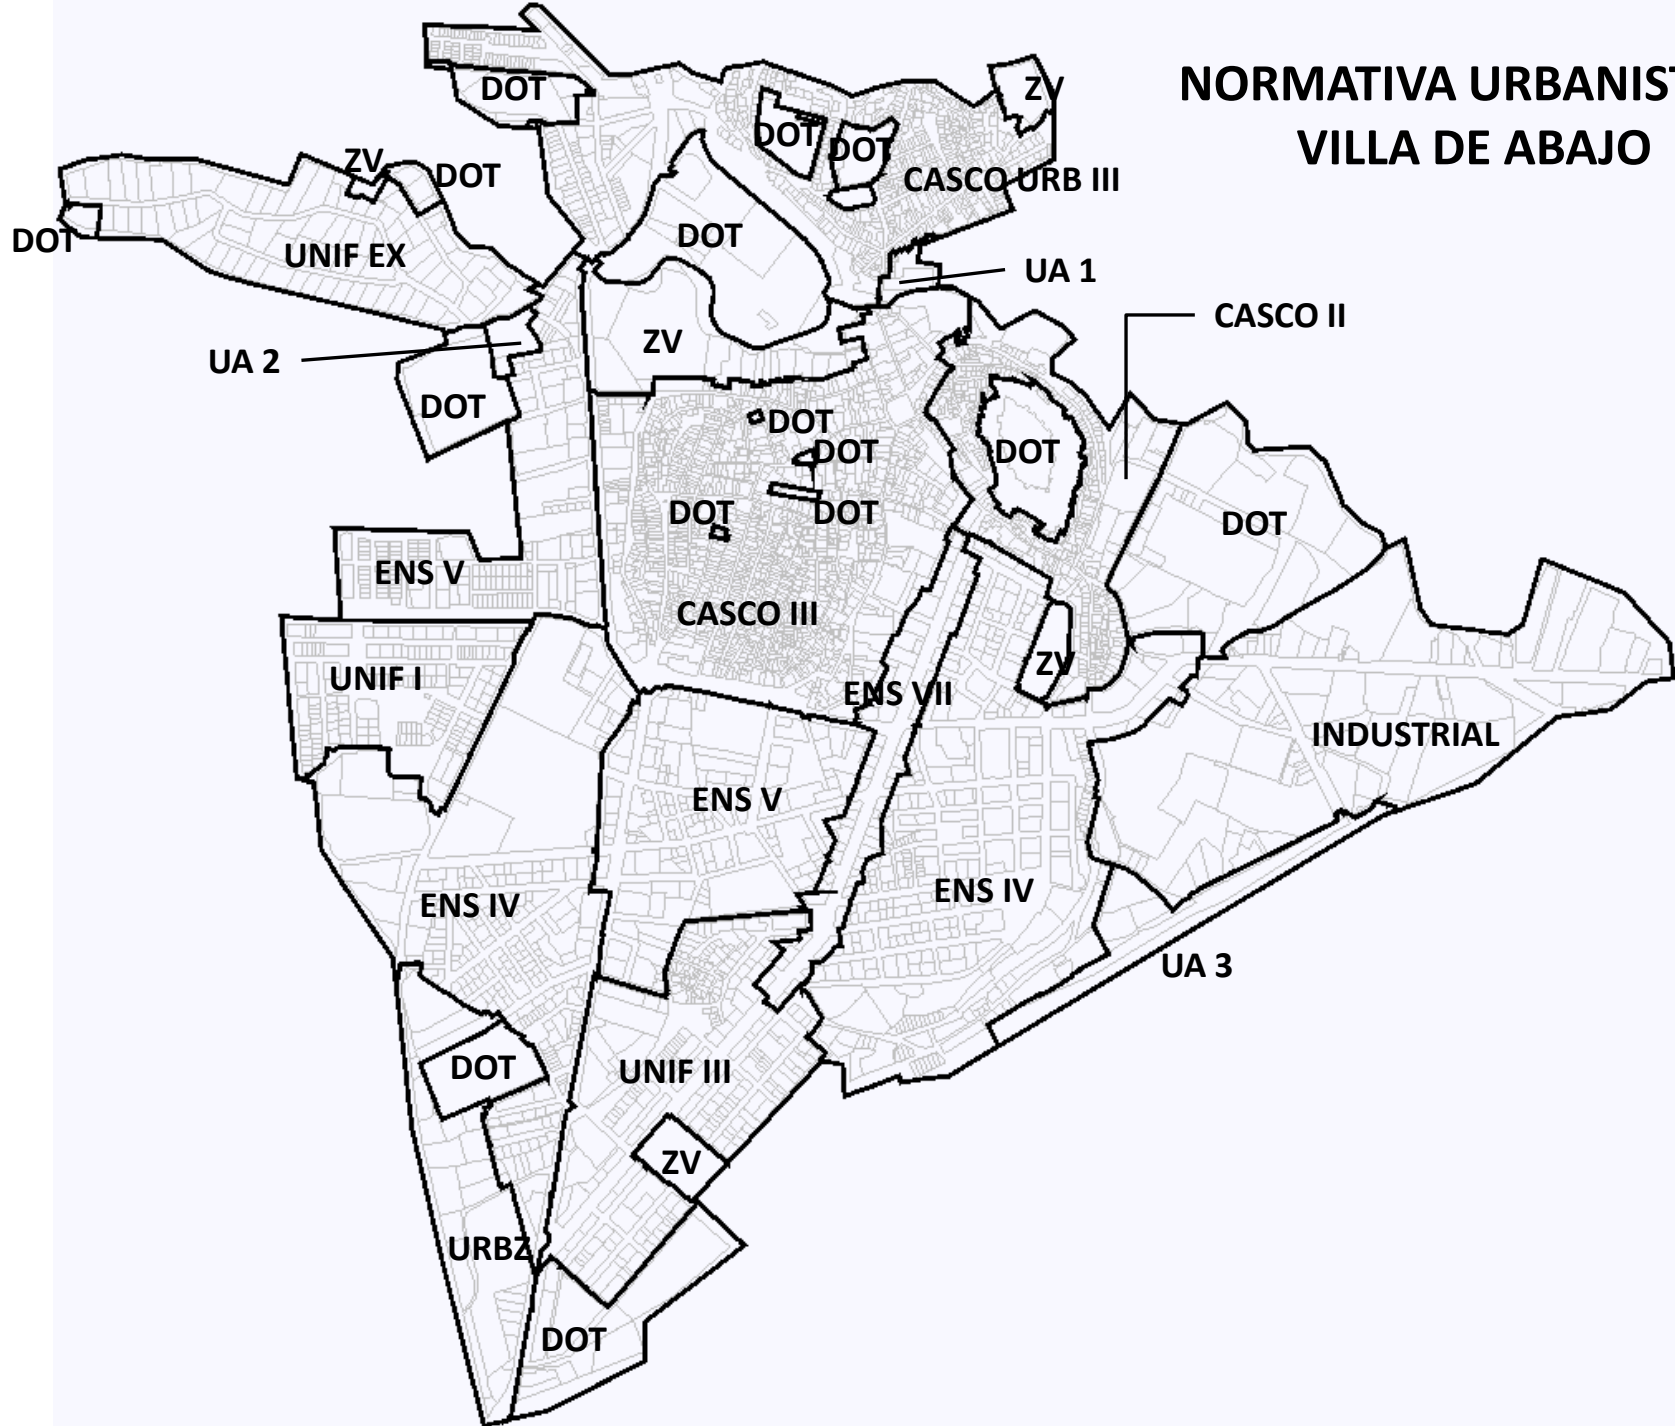 NORMATIVA URBANIST
VILLA DE ABAJO
DOT
ZV
DOT
DOT
ZV
DOT
CASCO URB III
DOT
DOT
UNIF EX
UA 1
CASCO II
ZV
UA 2
DOT
DOT
DOT
DOT
DOT
DOT
DOT
ENS V
CASCO III
ZV
UNIF I
ENS VII
INDUSTRIAL
ENS V
ENS IV
ENS IV
UA 3
DOT
UNIF III
ZV
URBZ
DOT